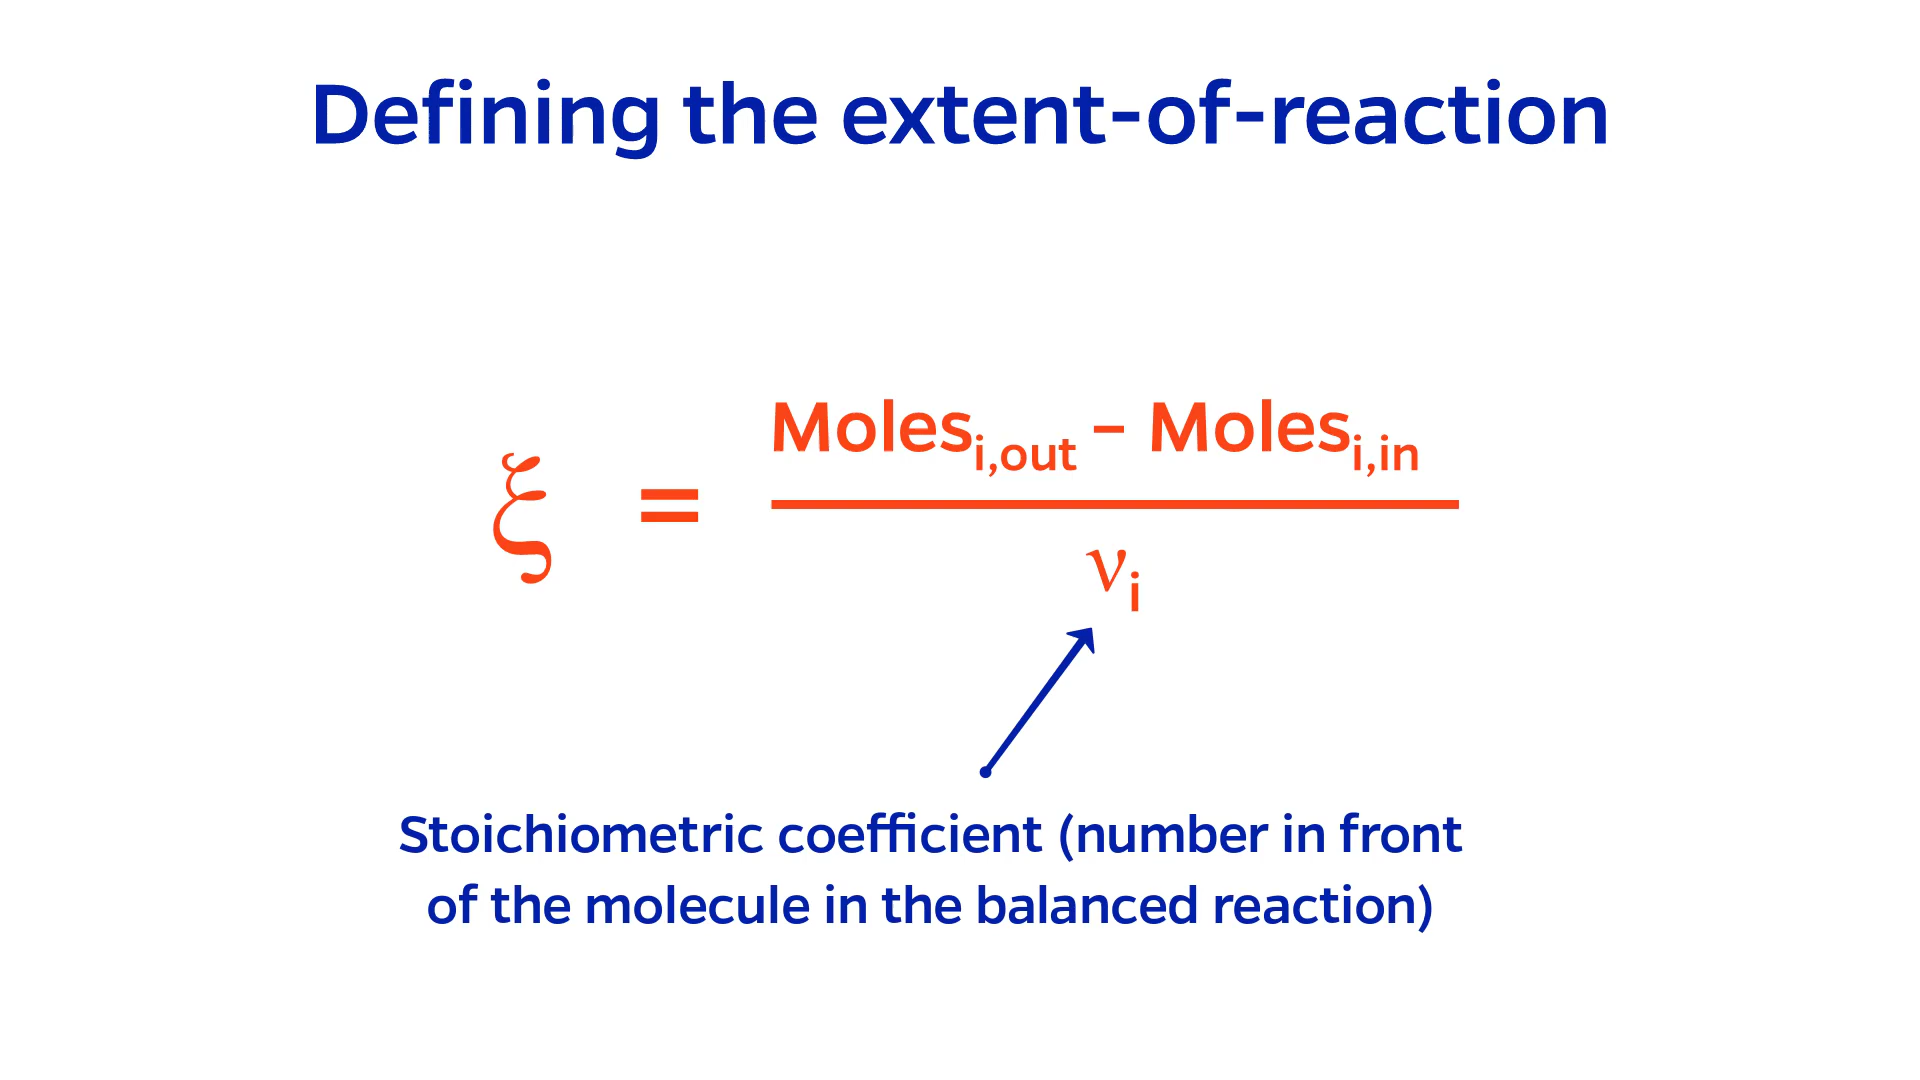 Defining the extent-of-reaction
ξ = (Moles_i,out – Moles_i,in) / ν_i
Stoichiometric coefficient (number in front
of the molecule in the balanced reaction)